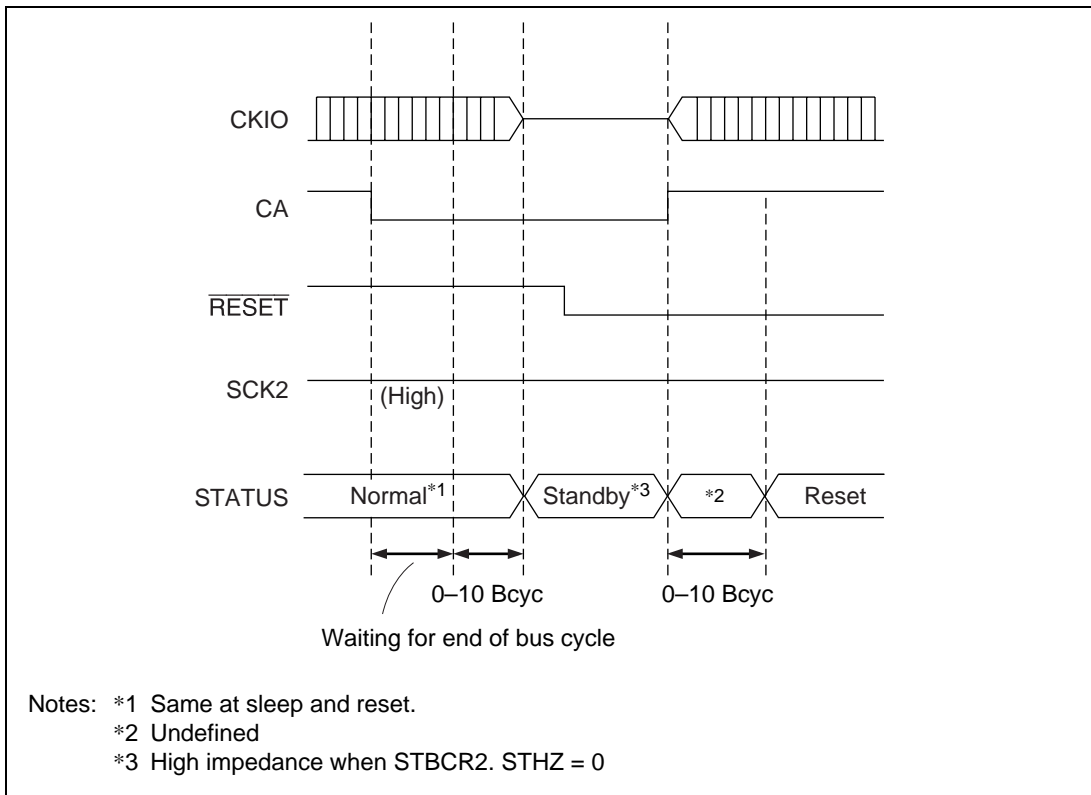 CKIO
CA
RESET
SCK2
(High)
STATUS
Normal*1
Standby*3
*2
Reset
0–10 Bcyc
0–10 Bcyc
Waiting for end of bus cycle
Notes: *1 Same at sleep and reset.
*2 Undefined
*3 High impedance when STBCR2. STHZ = 0